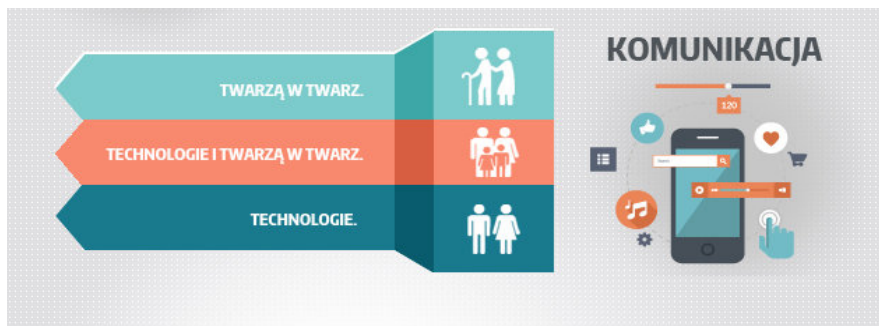 TWARZĄ W TWARZ.
TECHNOLOGIE I TWARZĄ W TWARZ.
TECHNOLOGIE.
KOMUNIKACJA
120